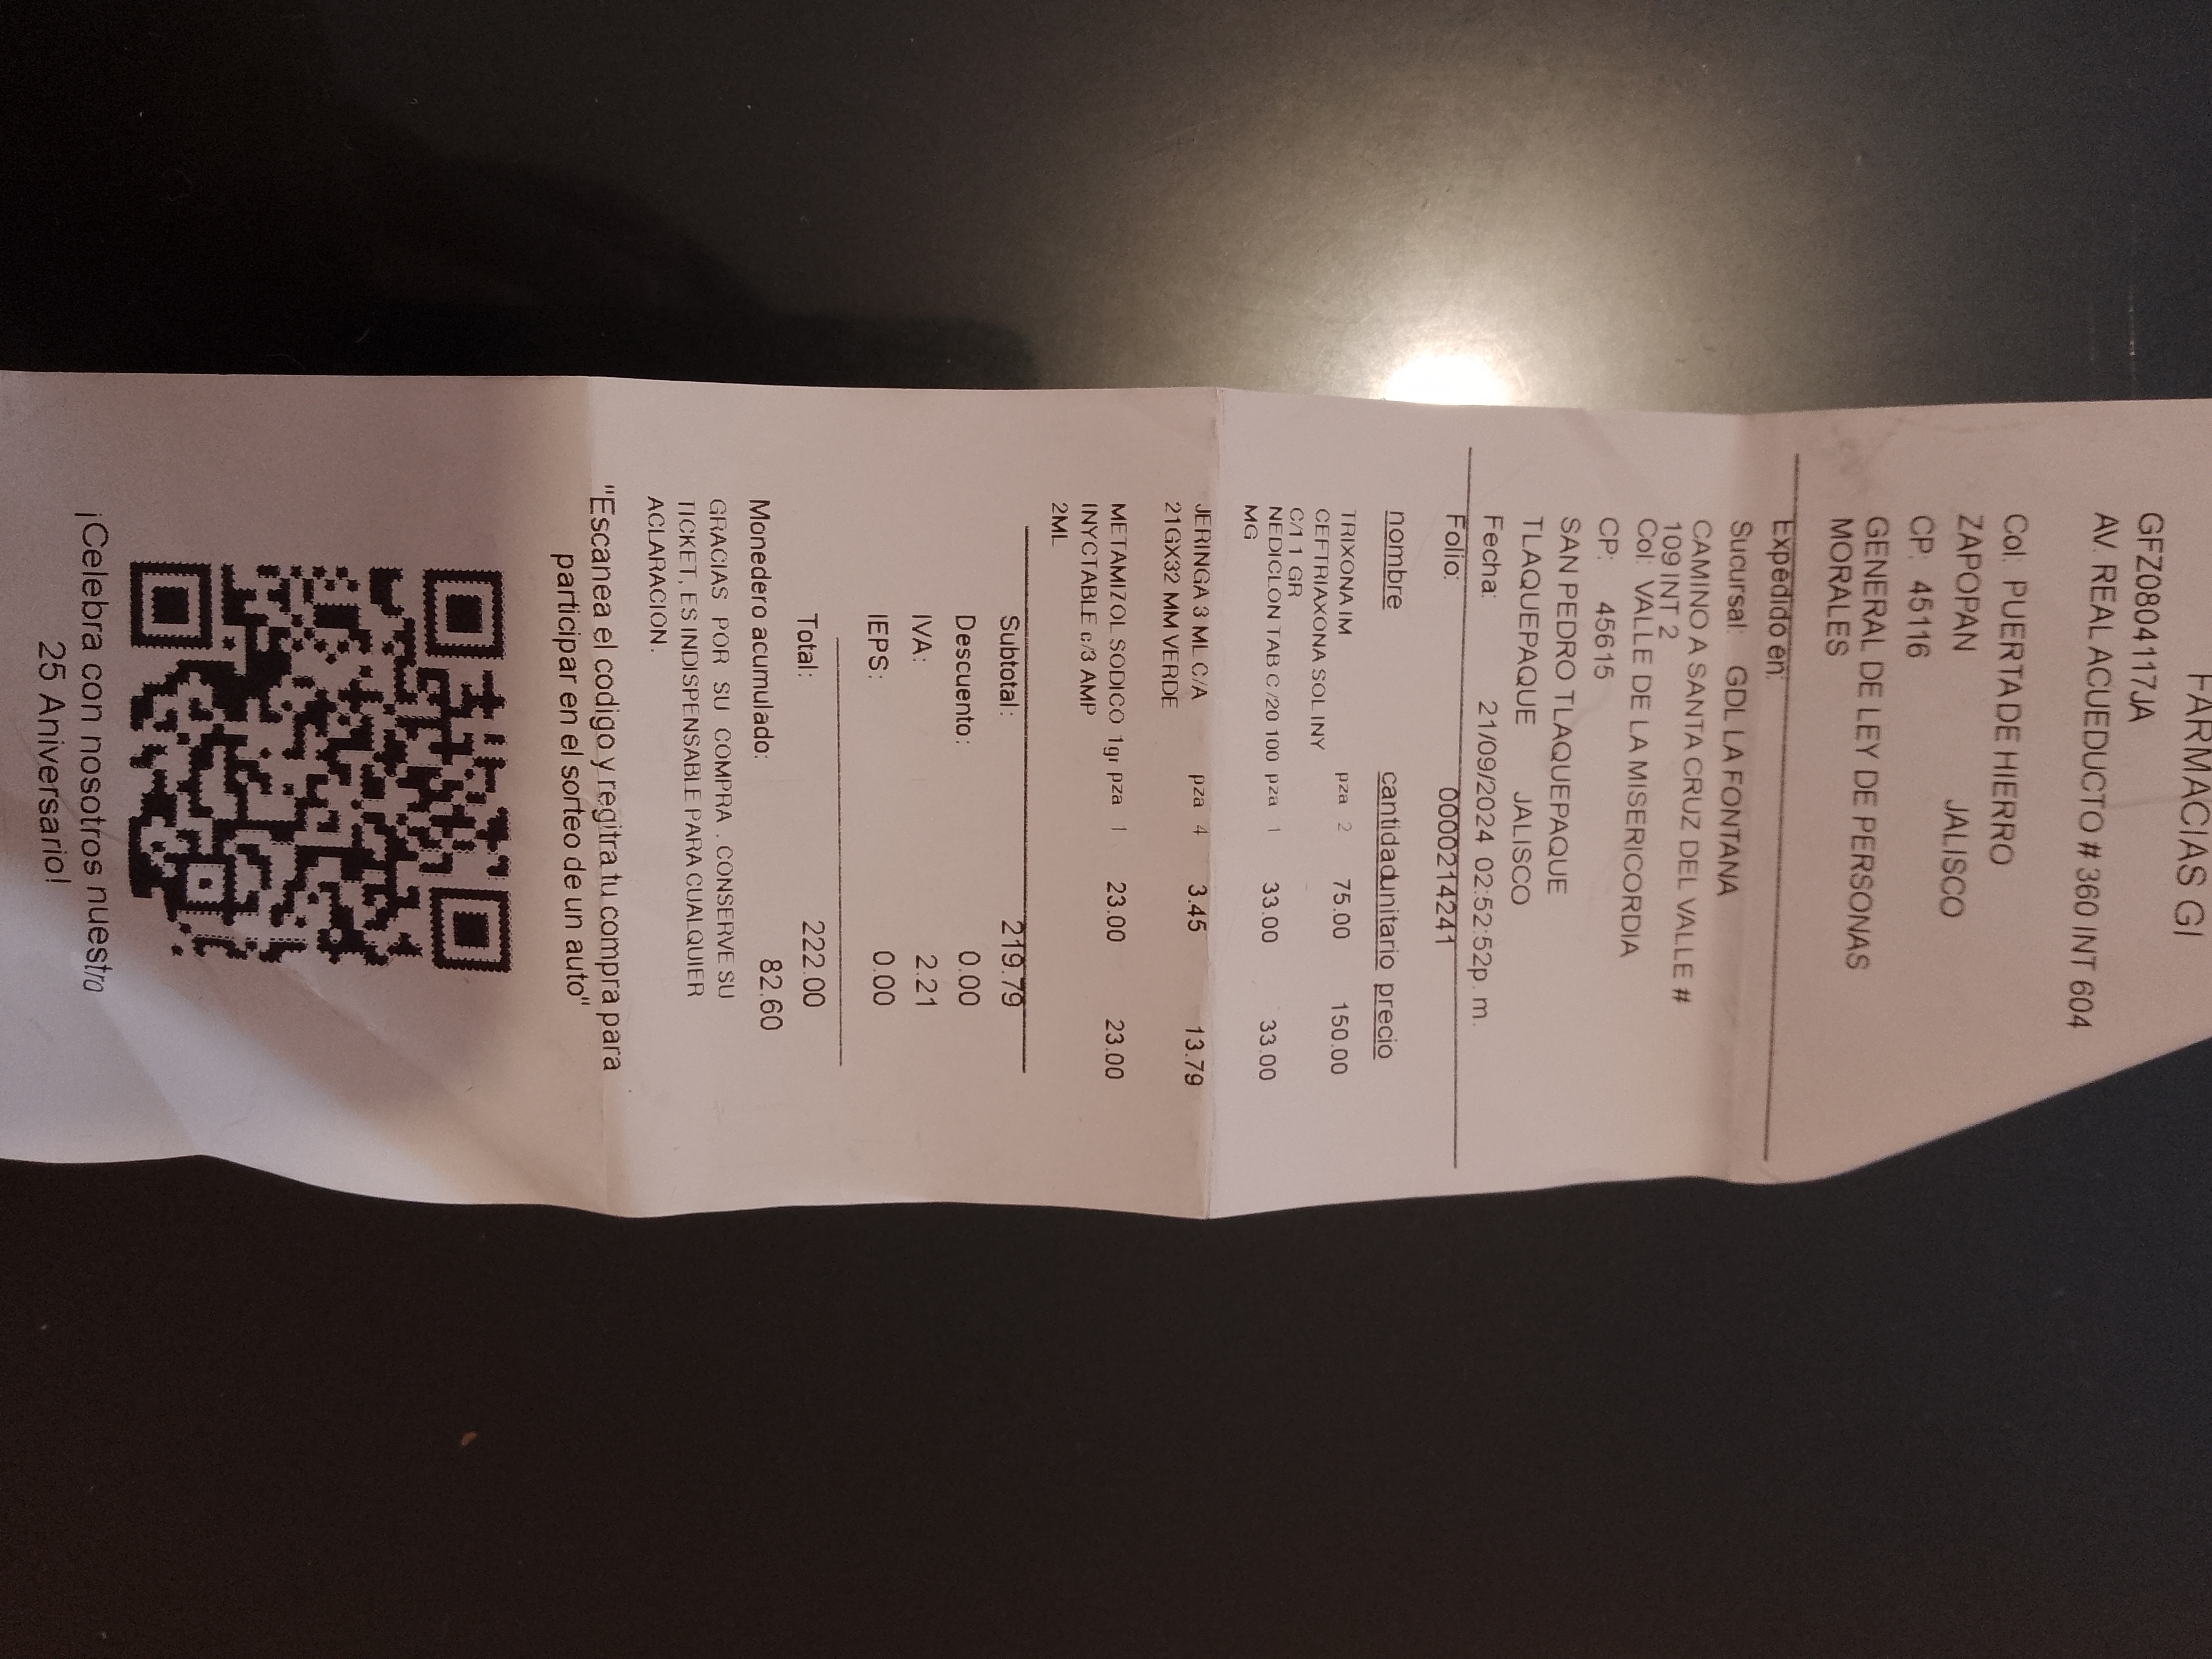 FARMACIAS GI
GFZ0804117JA
AV. REAL ACUEDUCTO # 360 INT 604
Col: PUERTA DE HIERRO
ZAPOPAN JALISCO
CP: 45116
GENERAL DE LEY DE PERSONAS
MORALES
Expedido en:
Sucursal: GDL LA FONTANA
CAMINO A SANTA CRUZ DEL VALLE #
109 INT 2
Col: VALLE DE LA MISERICORDIA
CP: 45615
SAN PEDRO TLAQUEPAQUE
TLAQUEPAQUE JALISCO
Fecha: 21/09/2024 02:52:52p. m.
Folio: 0000214241
nombre cantidadunitario precio
TRIXONA IM pza 2 75.00 150.00
CEFTRIAXONA SOL INY
C/1 1 GR
NEDICLON TAB C /20 100 pza 1 33.00 33.00
MG
JERINGA 3 ML C/A pza 4 3.45 13.79
21GX32 MM VERDE
METAMIZOL SODICO 1gr pza 1 23.00 23.00
INYCTABLE c/3 AMP
2ML
Subtotal: 219.79
Descuento: 0.00
IVA: 2.21
IEPS: 0.00
Total: 222.00
Monedero acumulado: 82.60
GRACIAS POR SU COMPRA . CONSERVE SU
TICKET, ES INDISPENSABLE PARA CUALQUIER
ACLARACION.
"Escanea el codigo y regitra tu compra para
participar en el sorteo de un auto"
¡Celebra con nosotros nuestro
25 Aniversario!